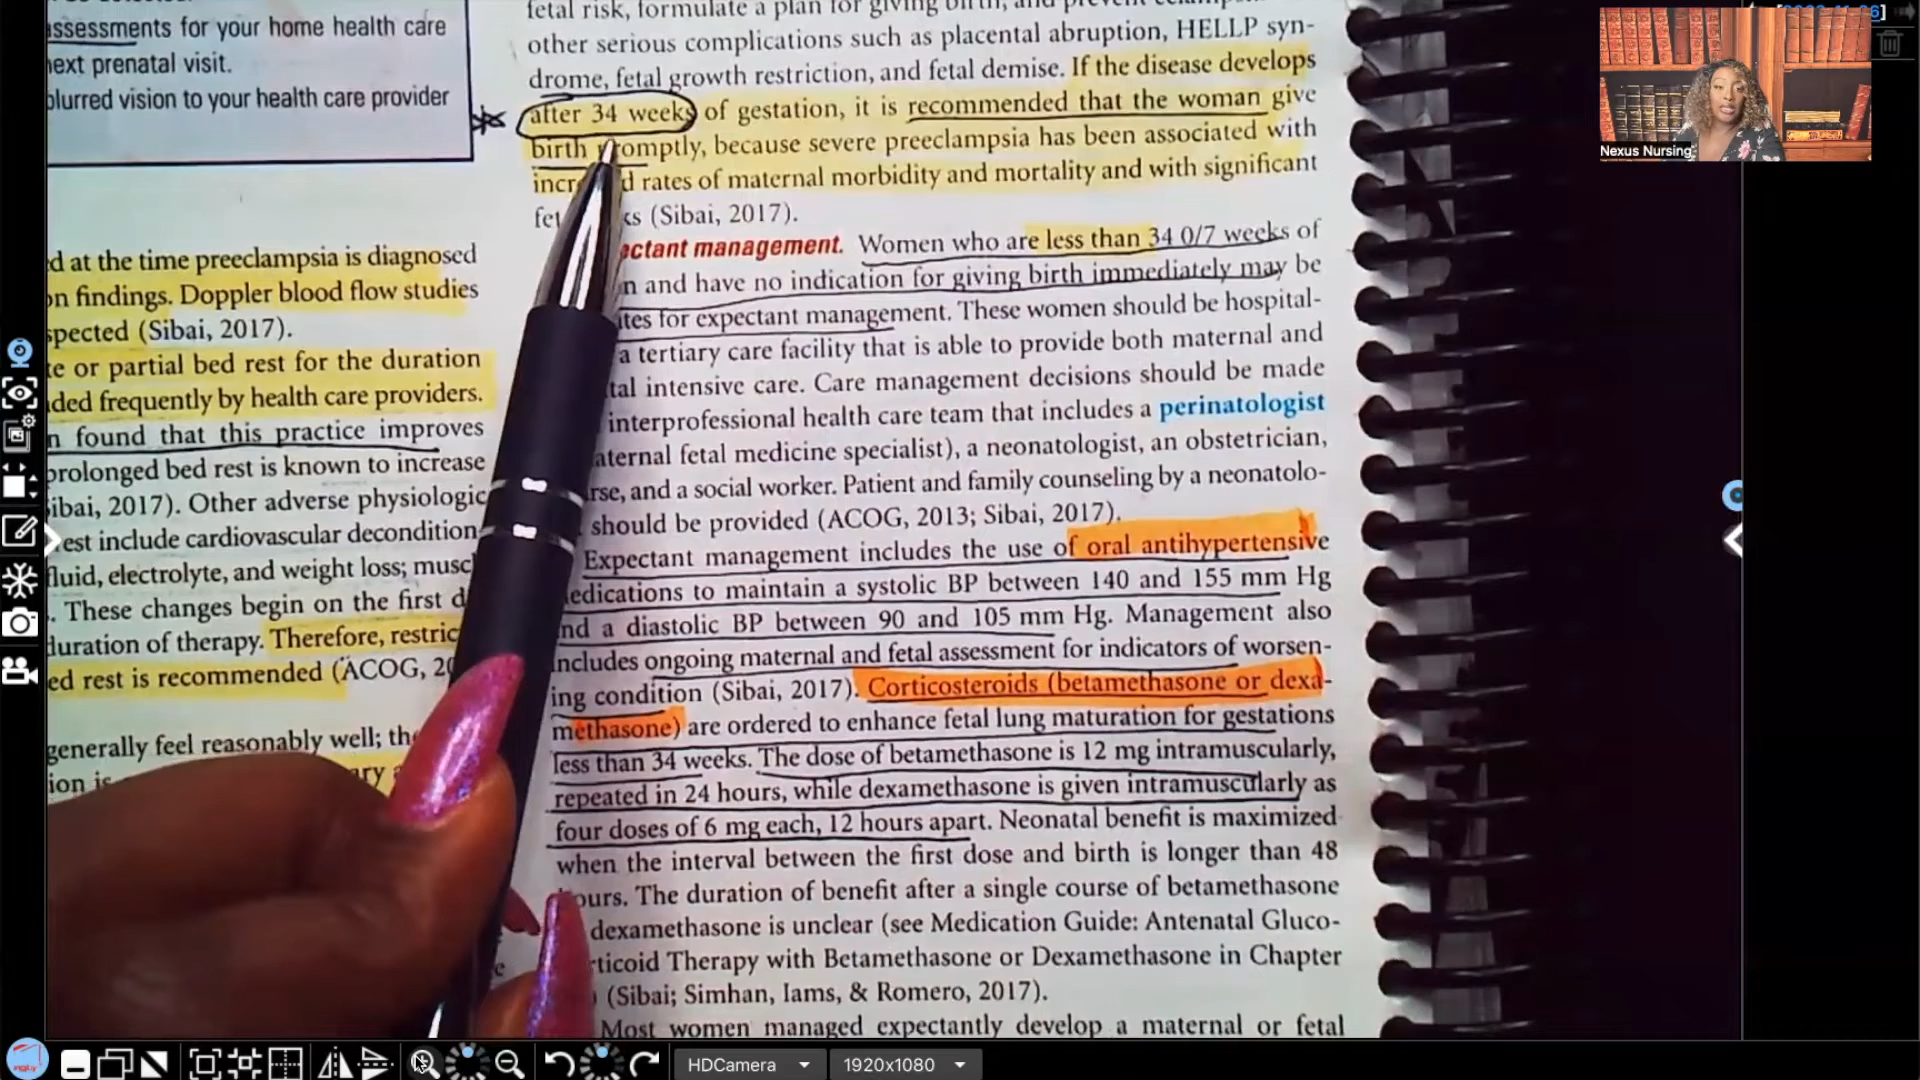 ssessments for your home health care
next prenatal visit.
blurred vision to your health care provider
d at the time preeclampsia is diagnosed
on findings. Doppler blood flow studies
spected (Sibai, 2017).
te or partial bed rest for the duration
ded frequently by health care providers.
n found that this practice improves
prolonged bed rest is known to increase
ibai, 2017). Other adverse physiologic
est include cardiovascular decondition-
fluid, electrolyte, and weight loss; musc
. These changes begin on the first d
duration of therapy. Therefore, restric
ed rest is recommended (ACOG, 20
generally feel reasonably well; the
ion is
fetal risk, formulate a plan for giving birth, and prevent
other serious complications such as placental abruption, HELLP syn-
drome, fetal growth restriction, and fetal demise. If the disease develops
after 34 weeks of gestation, it is recommended that the woman give
birth promptly, because severe preeclampsia has been associated with
incre d rates of maternal morbidity and mortality and with significant
fet ks (Sibai, 2017).
ectant management. Women who are less than 34 0/7 weeks of
n and have no indication for giving birth immediately may be
tes for expectant management. These women should be hospital-
a tertiary care facility that is able to provide both maternal and
tal intensive care. Care management decisions should be made
interprofessional health care team that includes a perinatologist
aternal fetal medicine specialist), a neonatologist, an obstetrician,
rse, and a social worker. Patient and family counseling by a neonatolo-
should be provided (ACOG, 2013; Sibai, 2017).
Expectant management includes the use of oral antihypertensive
edications to maintain a systolic BP between 140 and 155 mm Hg
nd a diastolic BP between 90 and 105 mm Hg. Management also
ncludes ongoing maternal and fetal assessment for indicators of worsen-
ing condition (Sibai, 2017). Corticosteroids (betamethasone or dexa-
methasone) are ordered to enhance fetal lung maturation for gestations
less than 34 weeks. The dose of betamethasone is 12 mg intramuscularly,
repeated in 24 hours, while dexamethasone is given intramuscularly as
four doses of 6 mg each, 12 hours apart. Neonatal benefit is maximized
when the interval between the first dose and birth is longer than 48
ours. The duration of benefit after a single course of betamethasone
dexamethasone is unclear (see Medication Guide: Antenatal Gluco-
rticoid Therapy with Betamethasone or Dexamethasone in Chapter
(Sibai; Simhan, Iams, & Romero, 2017).
Most women managed expectantly develop a maternal or fetal
Nexus Nursing
HDCamera
1920x1080